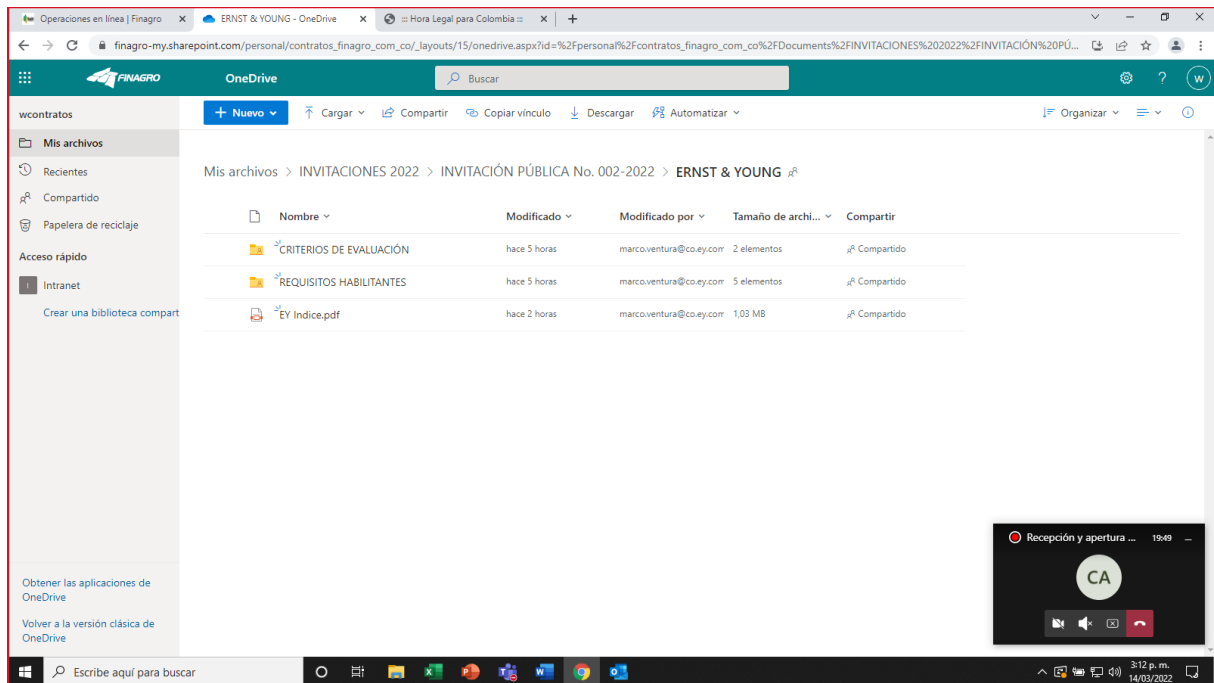 Operaciones en línea | Finagro
ERNST & YOUNG - OneDrive
::: Hora Legal para Colombia :::
finagro-my.sharepoint.com/personal/contratos_finagro_com_co/_layouts/15/onedrive.aspx?id=%2Fpersonal%2Fcontratos_finagro_com_co%2FDocuments%2FINVITACIONES%202022%2FINVITACIÓN%20PÚ...
FINAGRO
OneDrive
Buscar
?
W
wcontratos
+ Nuevo
Cargar
Compartir
Copiar vínculo
Descargar
Automatizar
Organizar
Mis archivos
Recientes
Compartido
Papelera de reciclaje
Acceso rápido
I Intranet
Crear una biblioteca compart
Mis archivos > INVITACIONES 2022 > INVITACIÓN PÚBLICA No. 002-2022 > ERNST & YOUNG
Nombre Modificado Modificado por Tamaño de archi... Compartir
CRITERIOS DE EVALUACIÓN hace 5 horas marco.ventura@co.ey.com 2 elementos Compartido
REQUISITOS HABILITANTES hace 5 horas marco.ventura@co.ey.com 5 elementos Compartido
EY Indice.pdf hace 2 horas marco.ventura@co.ey.com 1,03 MB Compartido
Obtener las aplicaciones de
OneDrive
Volver a la versión clásica de
OneDrive
Recepción y apertura ... 19:49
CA
Escribe aquí para buscar
3:12 p. m.
14/03/2022